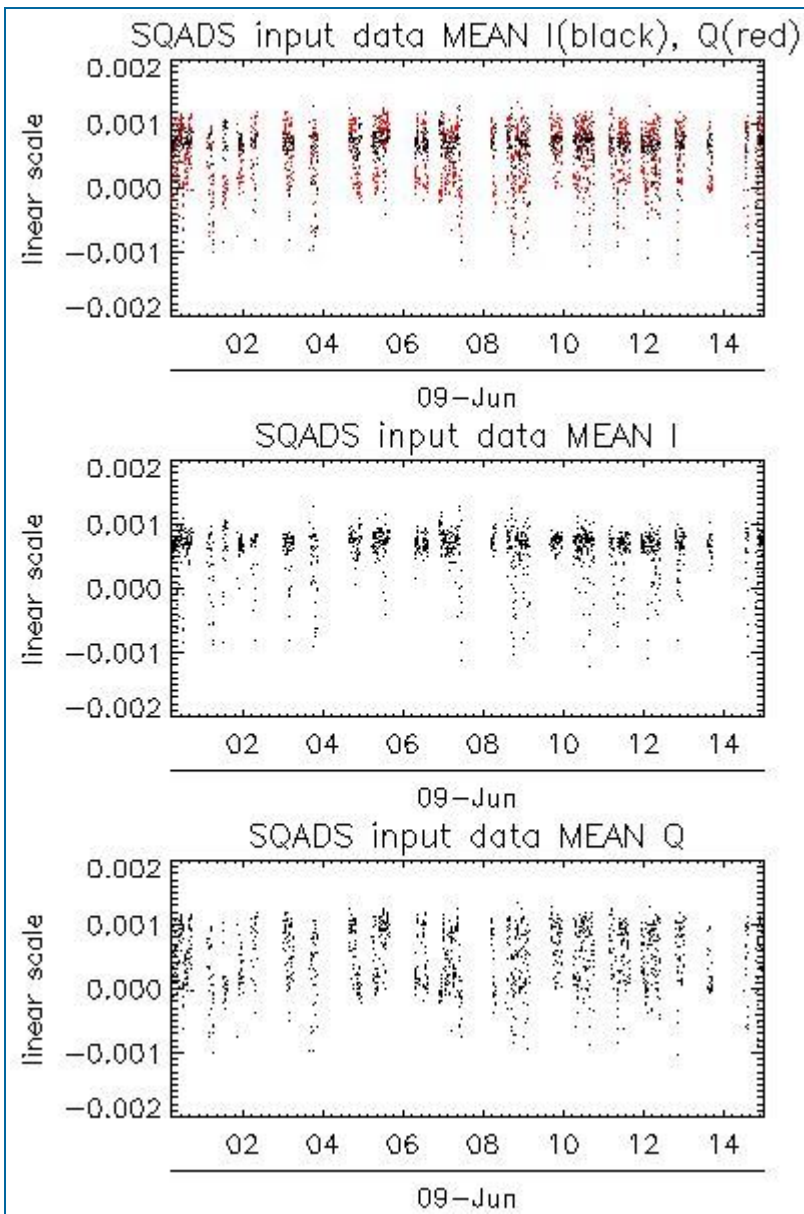 SQADS input data MEAN I(black), Q(red)
linear scale
0.002
0.001
0.000
−0.001
−0.002
02 04 06 08 10 12 14
09−Jun
SQADS input data MEAN I
linear scale
0.002
0.001
0.000
−0.001
−0.002
02 04 06 08 10 12 14
09−Jun
SQADS input data MEAN Q
linear scale
0.002
0.001
0.000
−0.001
−0.002
02 04 06 08 10 12 14
09−Jun